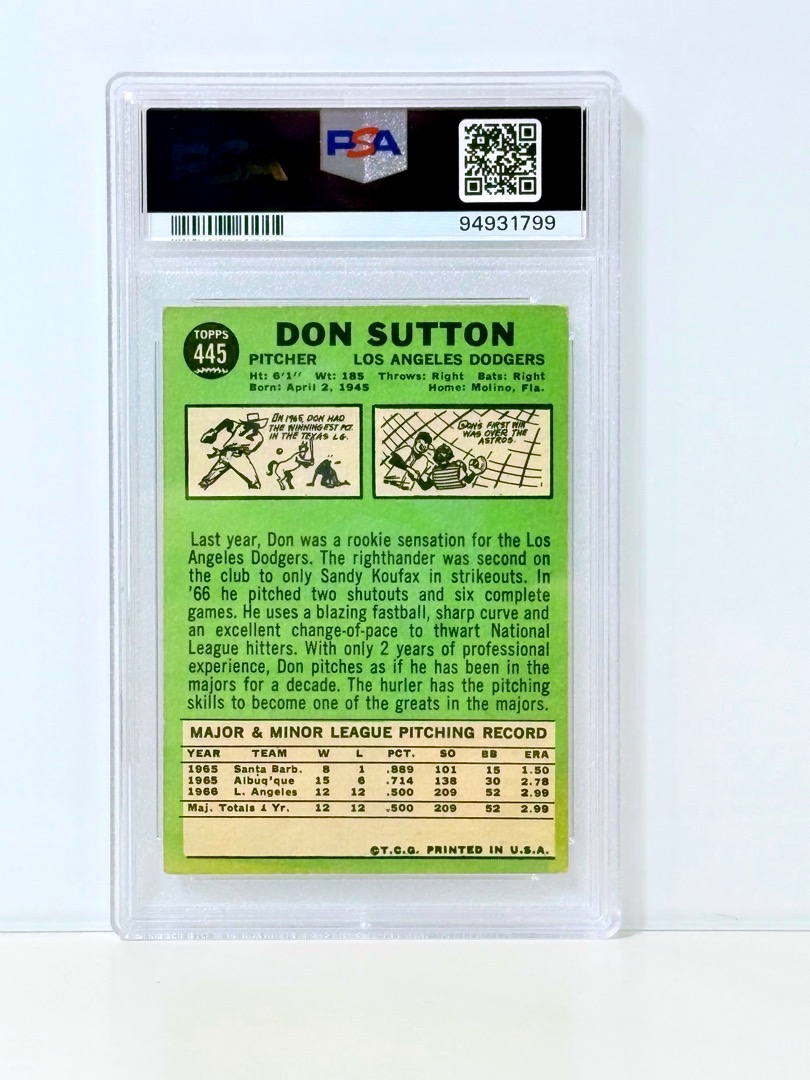 PSA
94931799
TOPPS
445
DON SUTTON
PITCHER LOS ANGELES DODGERS
Ht: 6'1" Wt: 185 Throws: Right Bats: Right
Born: April 2, 1945 Home: Molino, Fla.
IN 1965, DON HAD
THE WINNINGEST PCT.
IN THE TEXAS LG.
DON'S FIRST WIN
WAS OVER THE
ASTROS.
Last year, Don was a rookie sensation for the Los
Angeles Dodgers. The righthander was second on
the club to only Sandy Koufax in strikeouts. In
'66 he pitched two shutouts and six complete
games. He uses a blazing fastball, sharp curve and
an excellent change-of-pace to thwart National
League hitters. With only 2 years of professional
experience, Don pitches as if he has been in the
majors for a decade. The hurler has the pitching
skills to become one of the greats in the majors.
MAJOR & MINOR LEAGUE PITCHING RECORD
YEAR TEAM W L PCT. SO BB ERA
1965 Santa Barb. 8 1 .889 101 15 1.50
1965 Albuq'que 15 6 .714 138 30 2.78
1966 L. Angeles 12 12 .500 209 52 2.99
Maj. Totals 1 Yr. 12 12 .500 209 52 2.99
©T.C.G. PRINTED IN U.S.A.